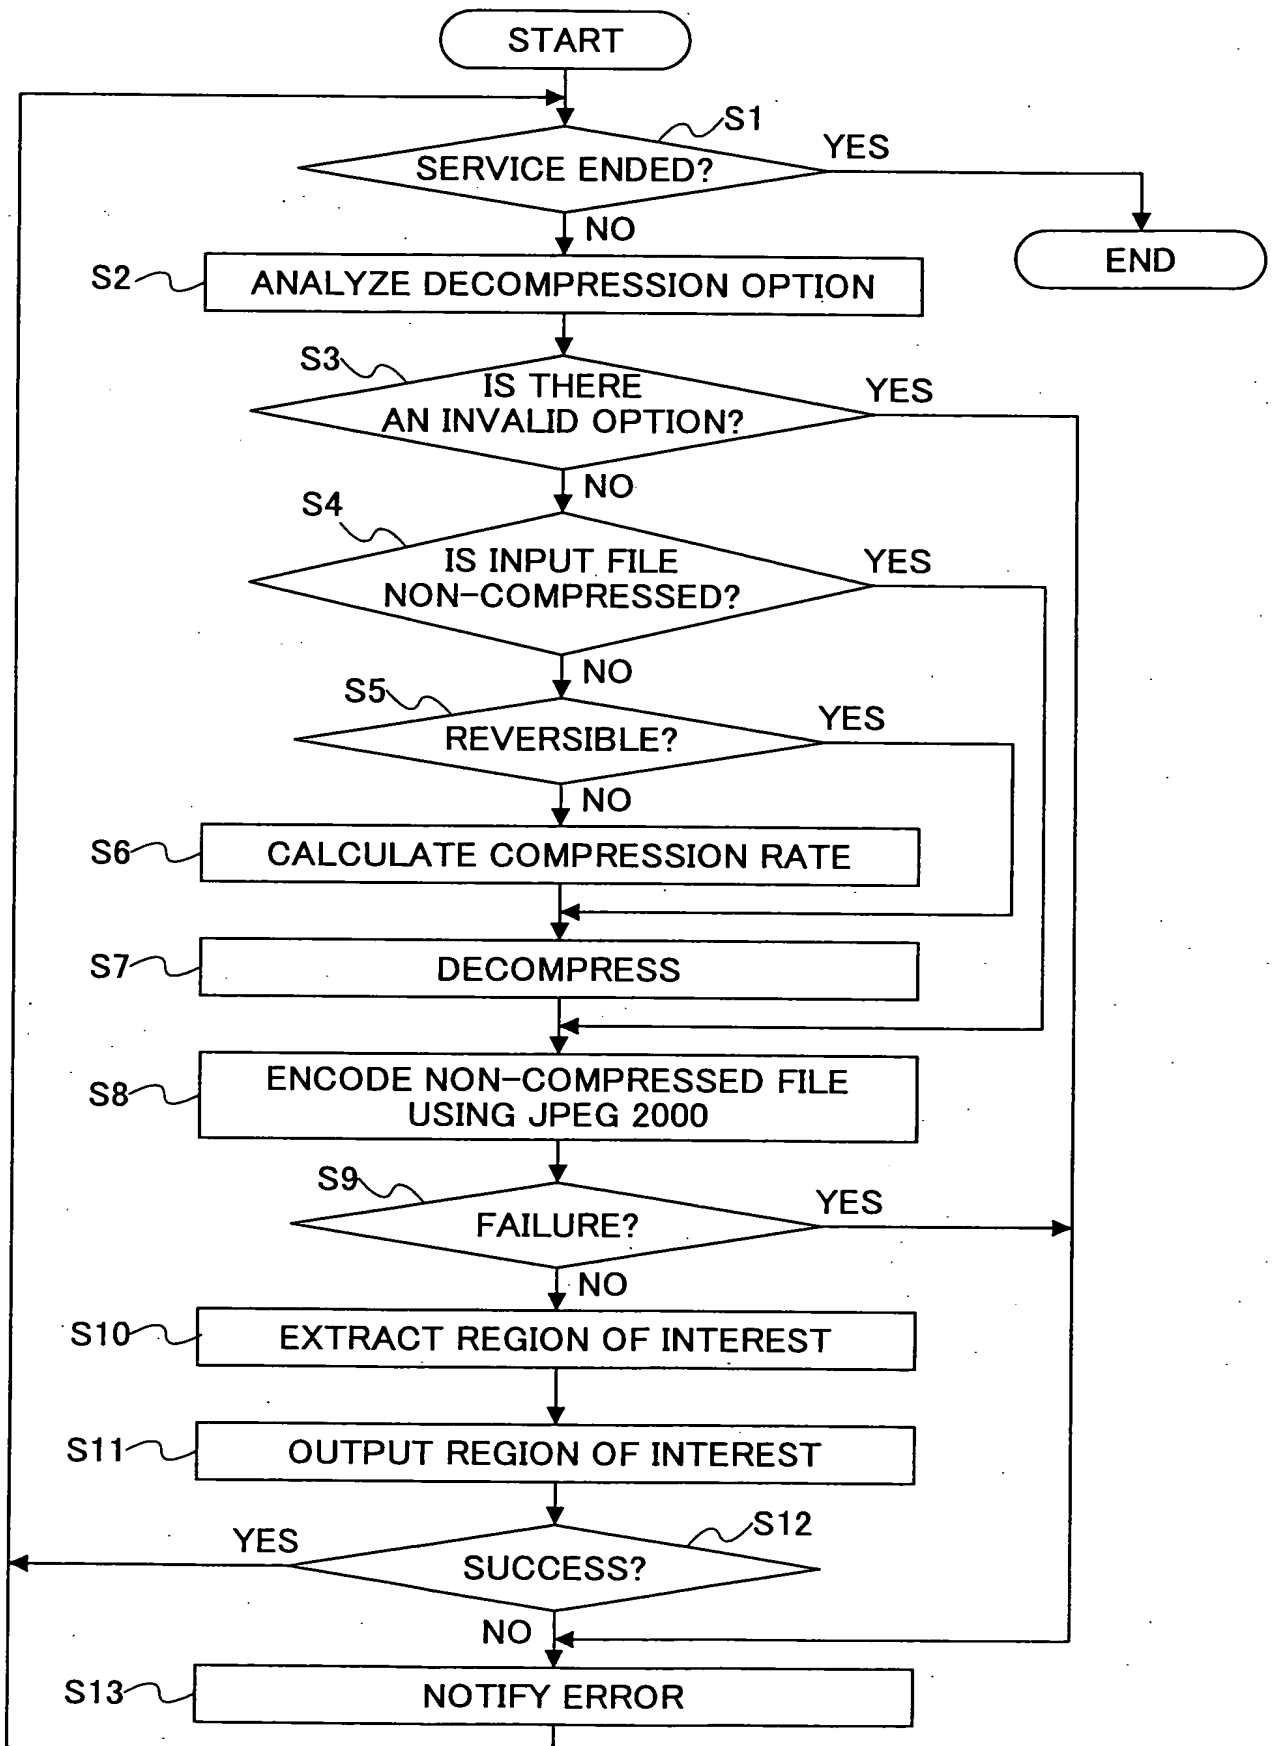 START
S1
SERVICE ENDED?
YES
NO
END
S2
ANALYZE DECOMPRESSION OPTION
S3
IS THERE
AN INVALID OPTION?
YES
NO
S4
IS INPUT FILE
NON-COMPRESSED?
YES
NO
S5
REVERSIBLE?
YES
NO
S6
CALCULATE COMPRESSION RATE
S7
DECOMPRESS
S8
ENCODE NON-COMPRESSED FILE
USING JPEG 2000
S9
FAILURE?
YES
NO
S10
EXTRACT REGION OF INTEREST
S11
OUTPUT REGION OF INTEREST
S12
YES
SUCCESS?
NO
S13
NOTIFY ERROR